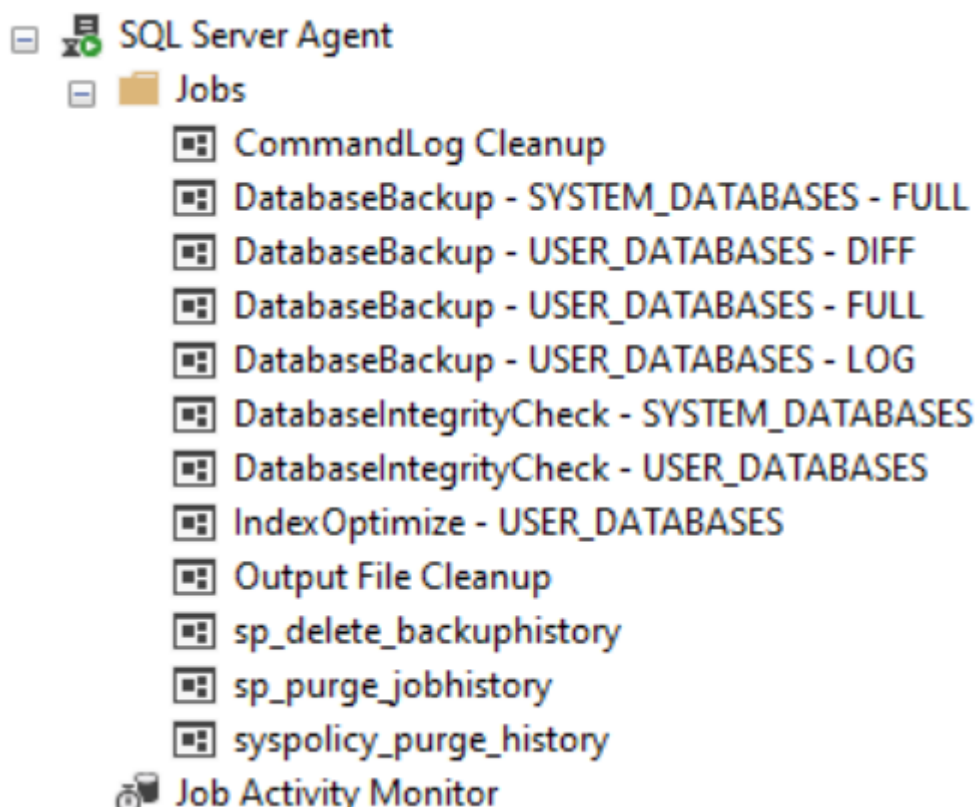 SQL Server Agent
Jobs
CommandLog Cleanup
DatabaseBackup - SYSTEM_DATABASES - FULL
DatabaseBackup - USER_DATABASES - DIFF
DatabaseBackup - USER_DATABASES - FULL
DatabaseBackup - USER_DATABASES - LOG
DatabaseIntegrityCheck - SYSTEM_DATABASES
DatabaseIntegrityCheck - USER_DATABASES
IndexOptimize - USER_DATABASES
Output File Cleanup
sp_delete_backuphistory
sp_purge_jobhistory
syspolicy_purge_history
Job Activity Monitor